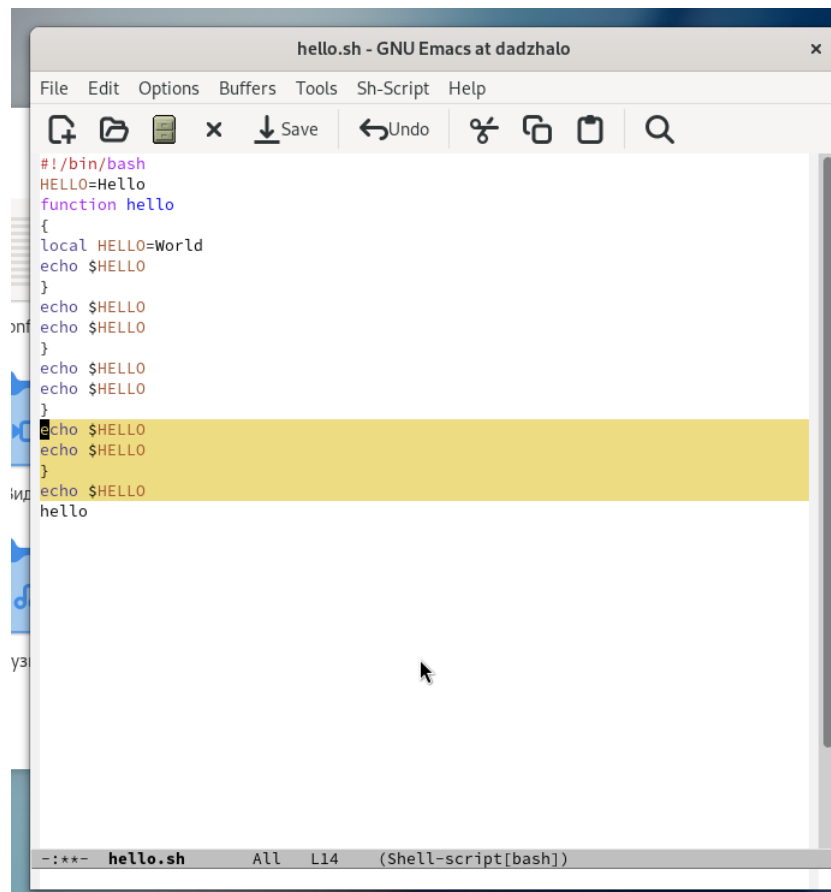 hello.sh - GNU Emacs at dadzhalo
File Edit Options Buffers Tools Sh-Script Help
Save Undo
#!/bin/bash
HELLO=Hello
function hello
{
local HELLO=World
echo $HELLO
}
echo $HELLO
echo $HELLO
}
echo $HELLO
echo $HELLO
}
echo $HELLO
echo $HELLO
}
echo $HELLO
hello
-:**- hello.sh All L14 (Shell-script[bash])